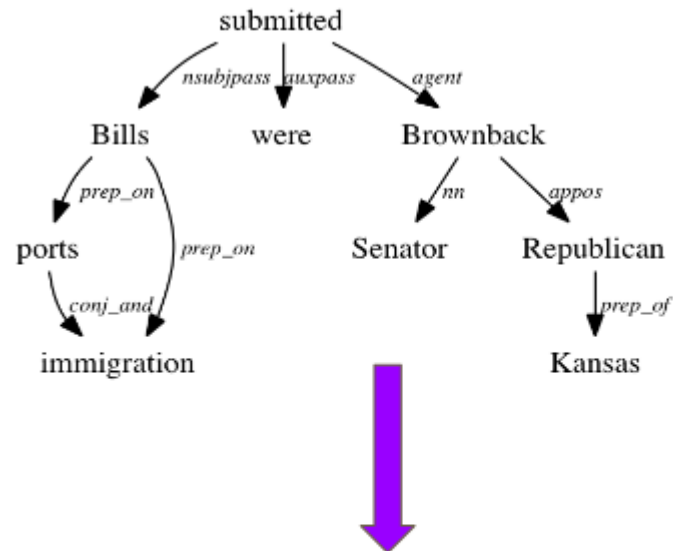 submitted
nsubjpass auxpass agent
Bills were Brownback
prep_on nn appos
ports prep_on Senator Republican
conj_and prep_of
immigration Kansas